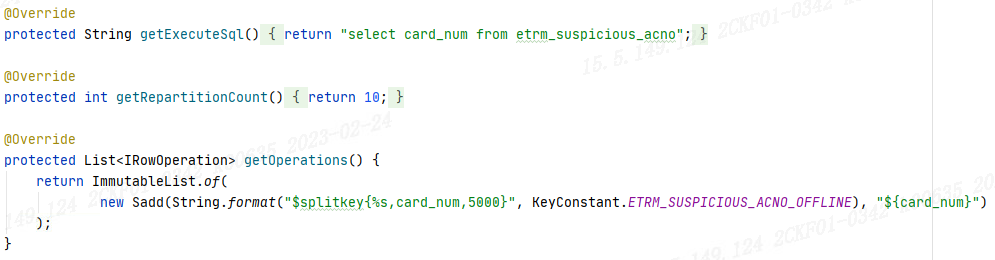 @Override
protected String getExecuteSql() { return "select card_num from etrm_suspicious_acno"; }
@Override
protected int getRepartitionCount() { return 10; }
@Override
protected List<IRowOperation> getOperations() {
return ImmutableList.of(
new Sadd(String.format("$splitkey{%s,card_num,5000}", KeyConstant.ETRM_SUSPICIOUS_ACNO_OFFLINE), "${card_num}")
);
}